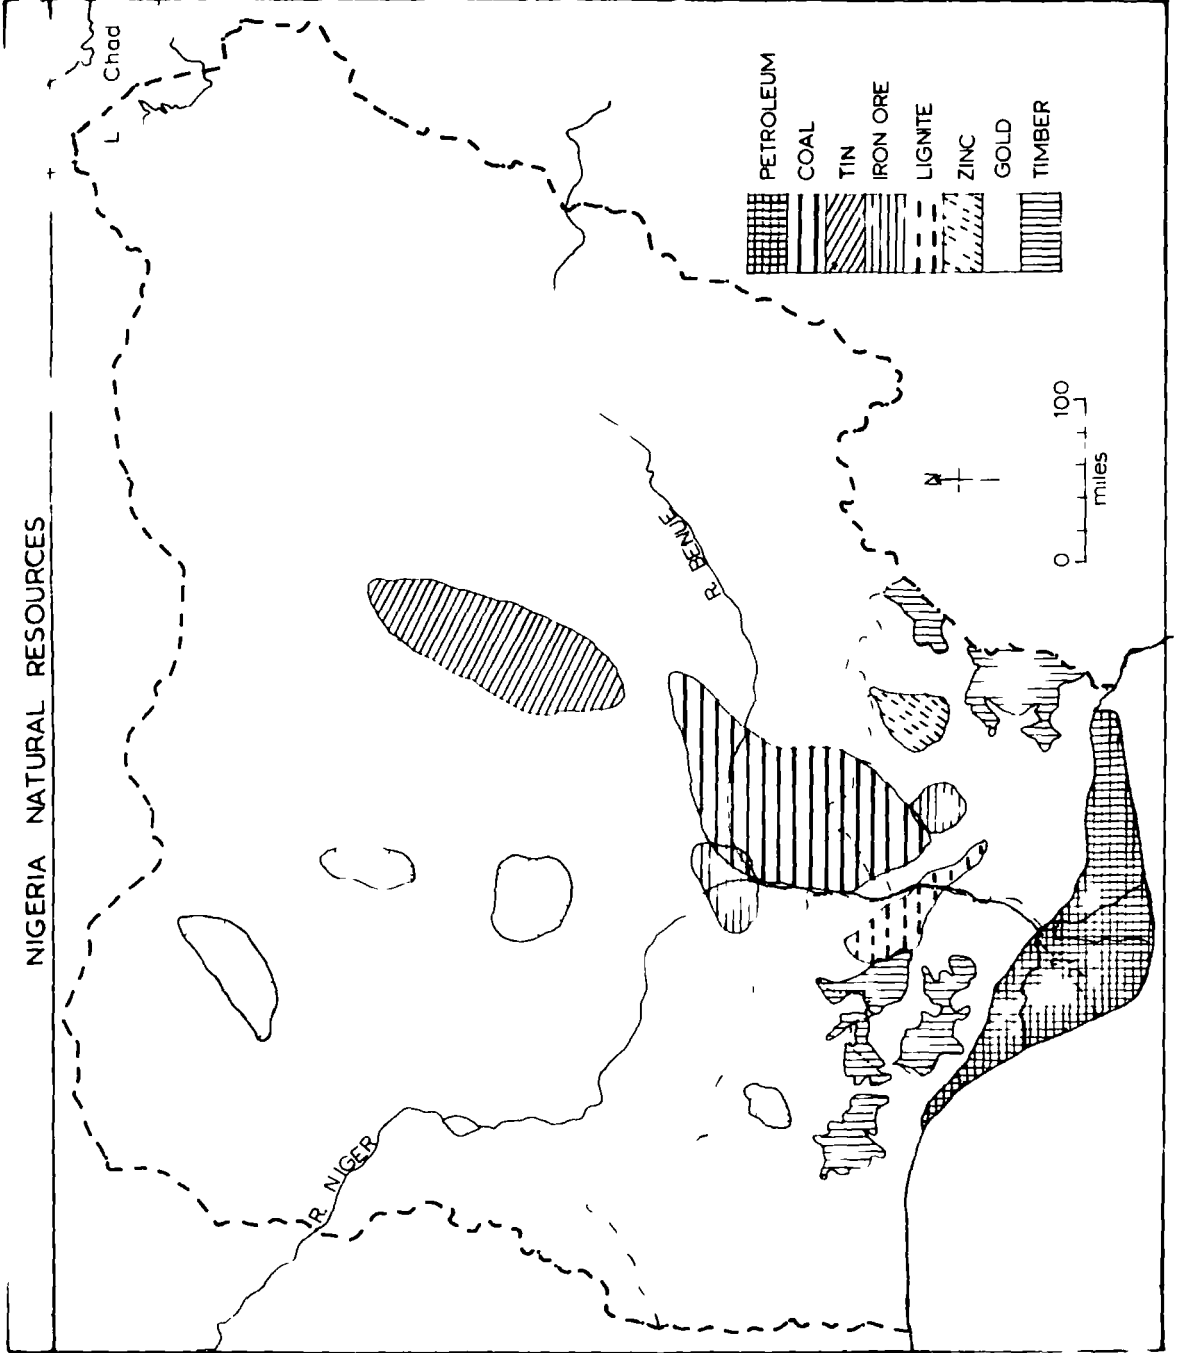 NIGERIA NATURAL RESOURCES
L Chad
R. NIGER
R. BENUE
PETROLEUM
COAL
TIN
IRON ORE
LIGNITE
ZINC
GOLD
TIMBER
N
0 100
miles